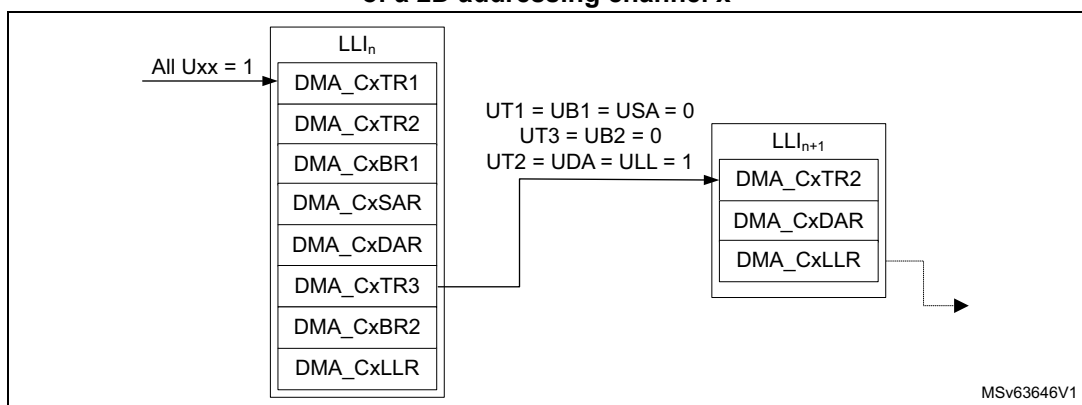 of a 2D addressing channel x
LLIn
All Uxx = 1
DMA_CxTR1
DMA_CxTR2
DMA_CxBR1
DMA_CxSAR
DMA_CxDAR
DMA_CxTR3
DMA_CxBR2
DMA_CxLLR
UT1 = UB1 = USA = 0
UT3 = UB2 = 0
UT2 = UDA = ULL = 1
LLIn+1
DMA_CxTR2
DMA_CxDAR
DMA_CxLLR
MSv63646V1